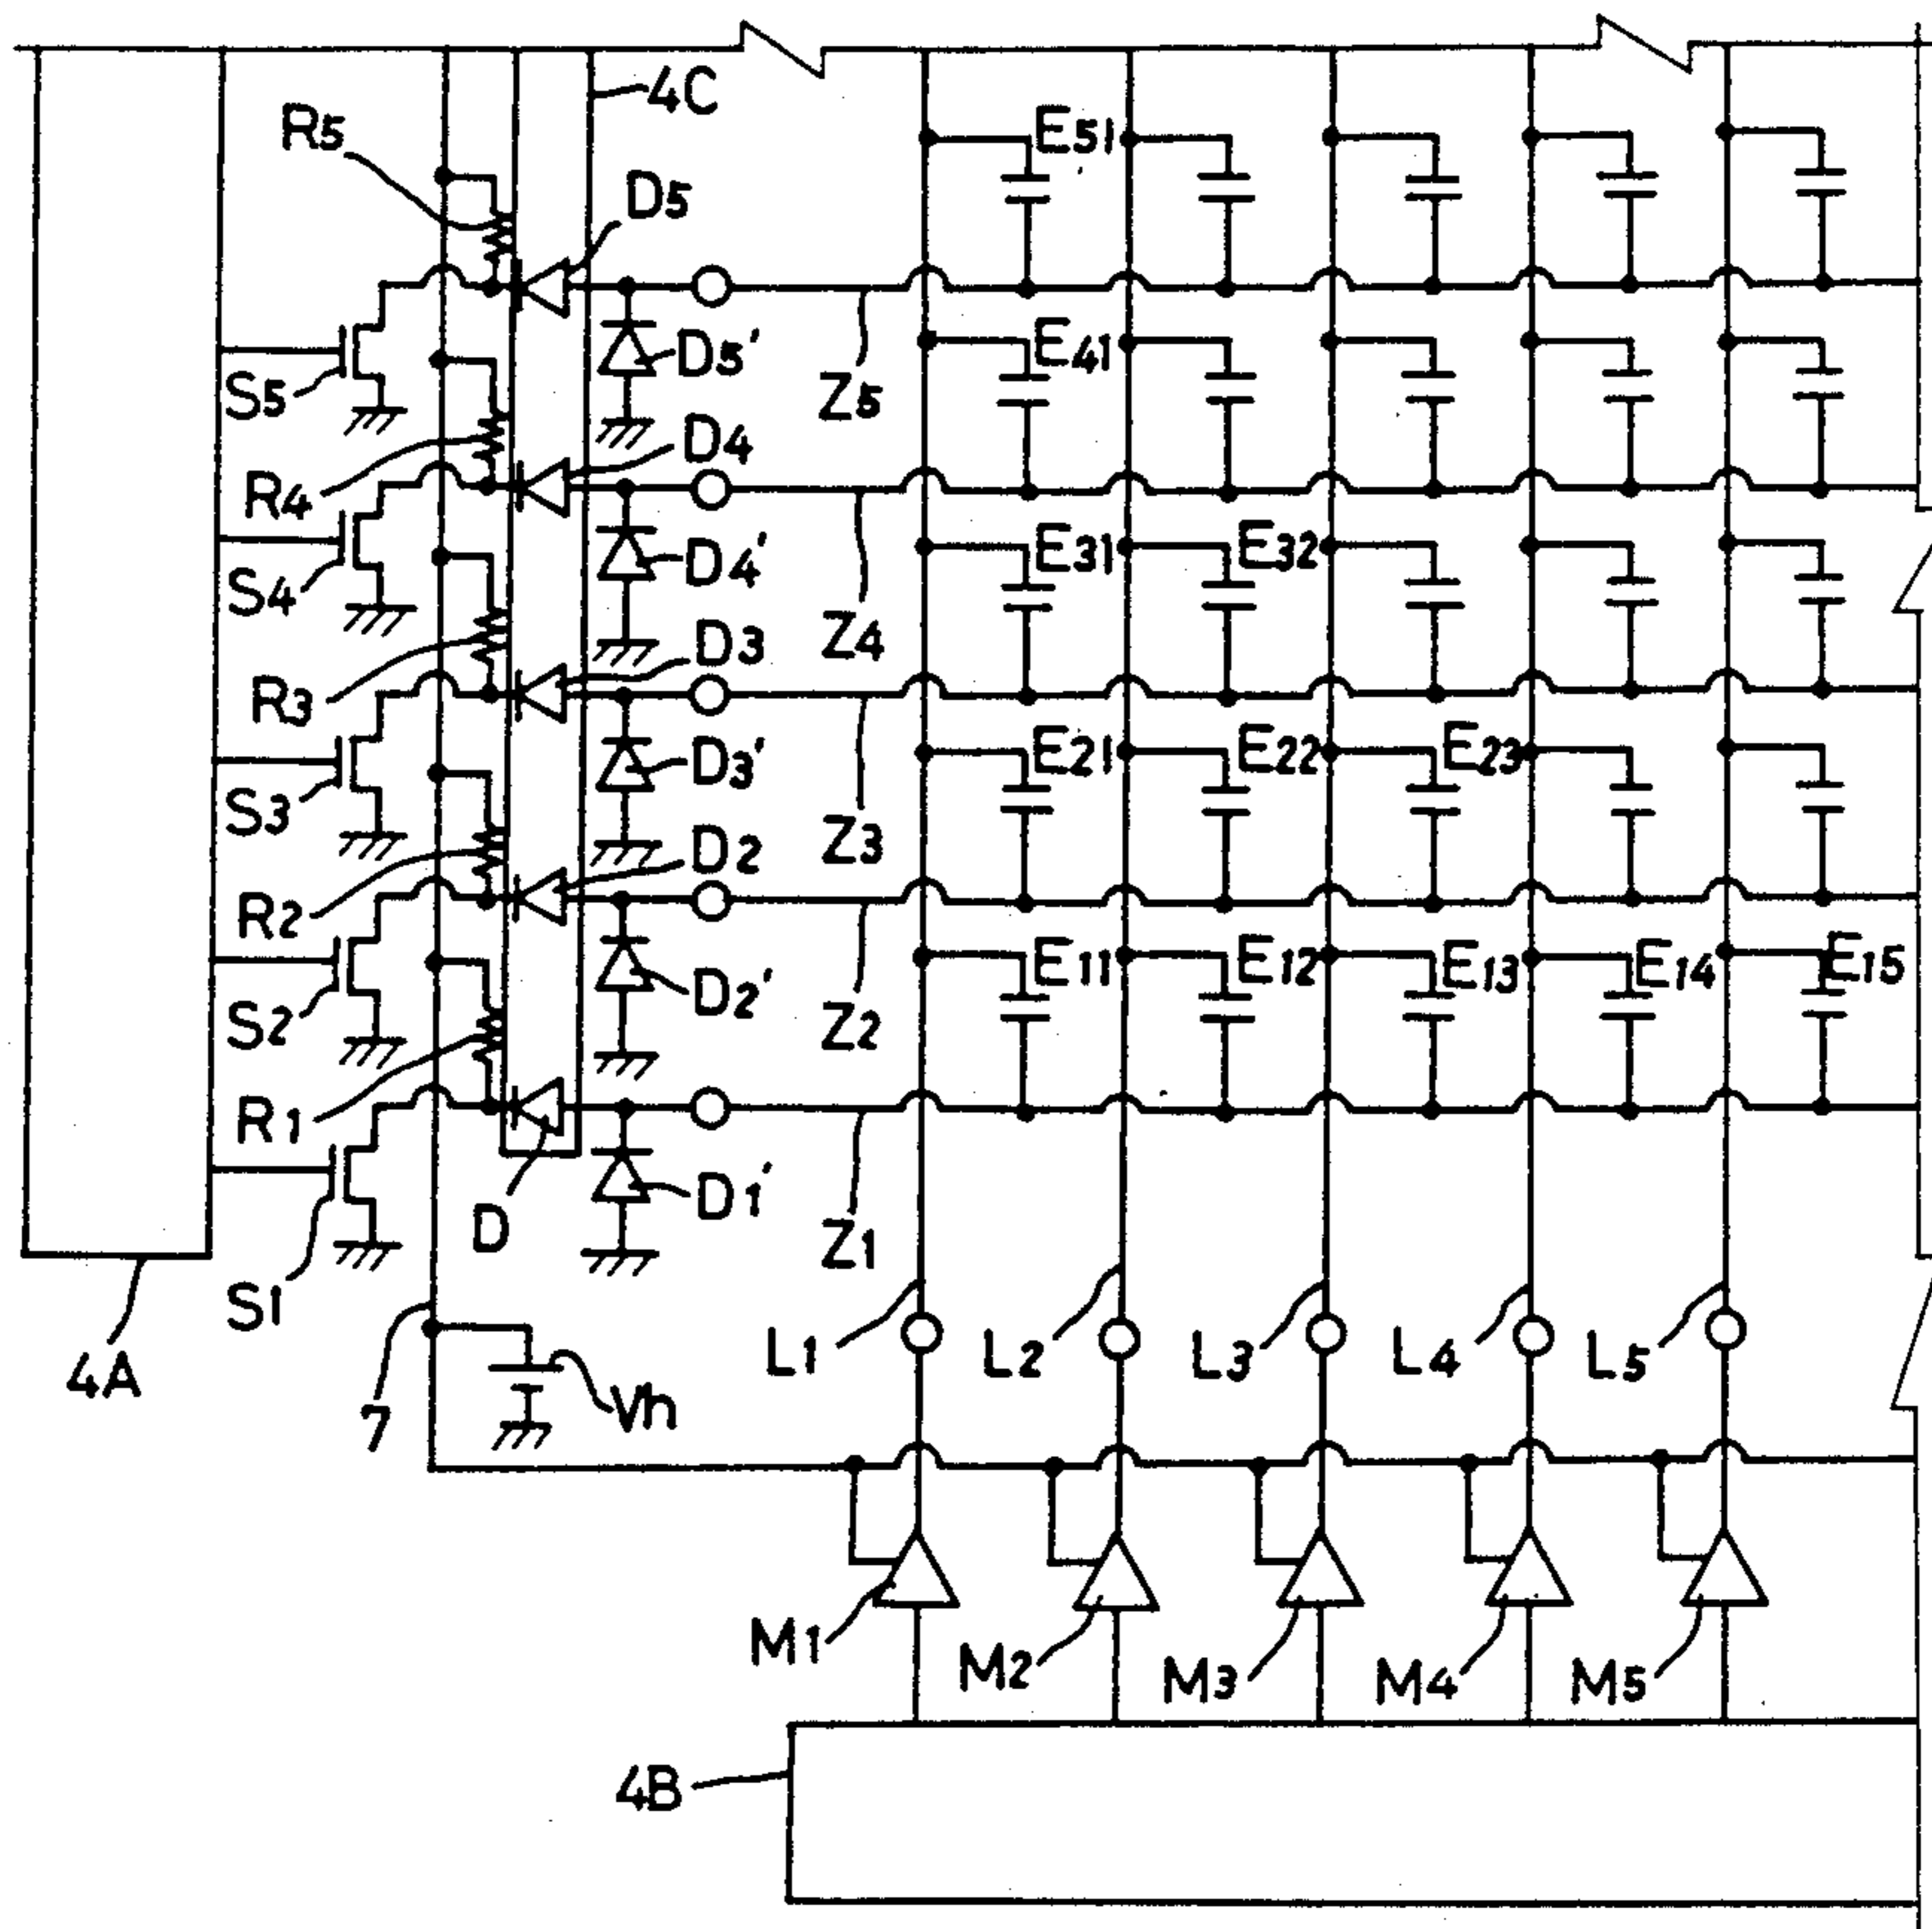 4C
R5
E51
D5
E41
D5'
S5
Z5
D4
R4
E31 E32
D4'
S4
Z4
D3
R3
E21 E22 E23
D3'
S3
Z3
D2
R2
E11 E12 E13 E14 E15
D2'
S2
Z2
R1
D1'
D
Z1
S1
L1 L2 L3 L4 L5
4A
7
Vh
M1 M2 M3 M4 M5
4B